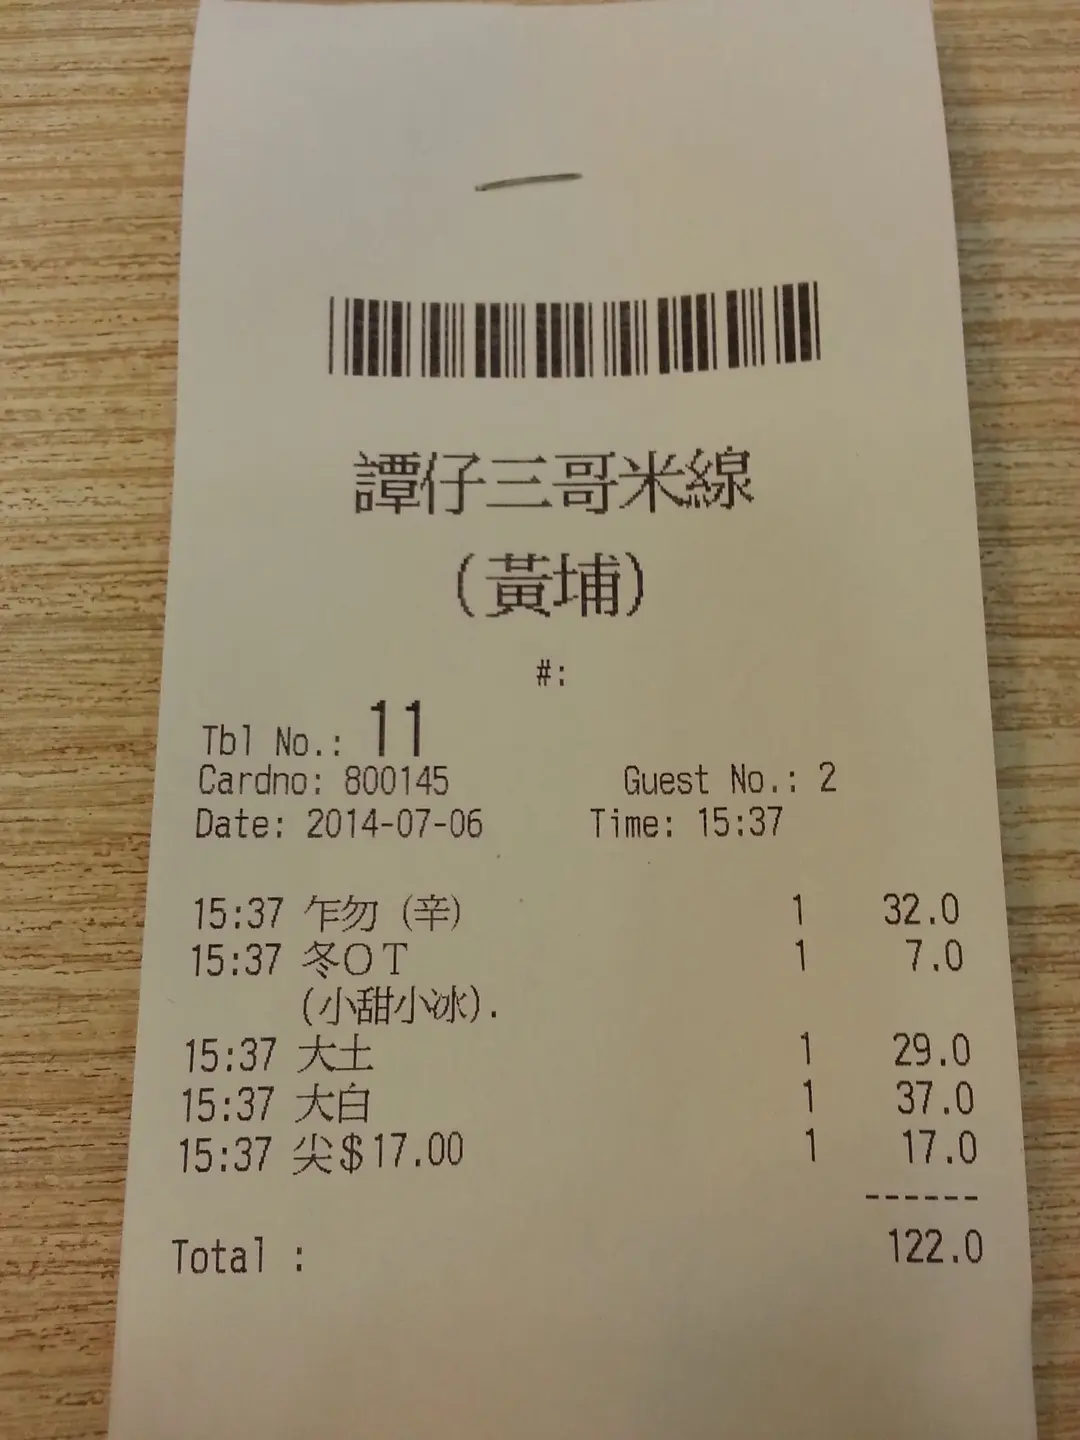 譚仔三哥米線
(黃埔)
#:
Tbl No.: 11
Cardno: 800145 Guest No.: 2
Date: 2014-07-06 Time: 15:37
15:37 乍勿 (辛) 1 32.0
15:37 冬OT 1 7.0
(小甜小冰).
15:37 大土 1 29.0
15:37 大白 1 37.0
15:37 尖$17.00 1 17.0
------
Total : 122.0